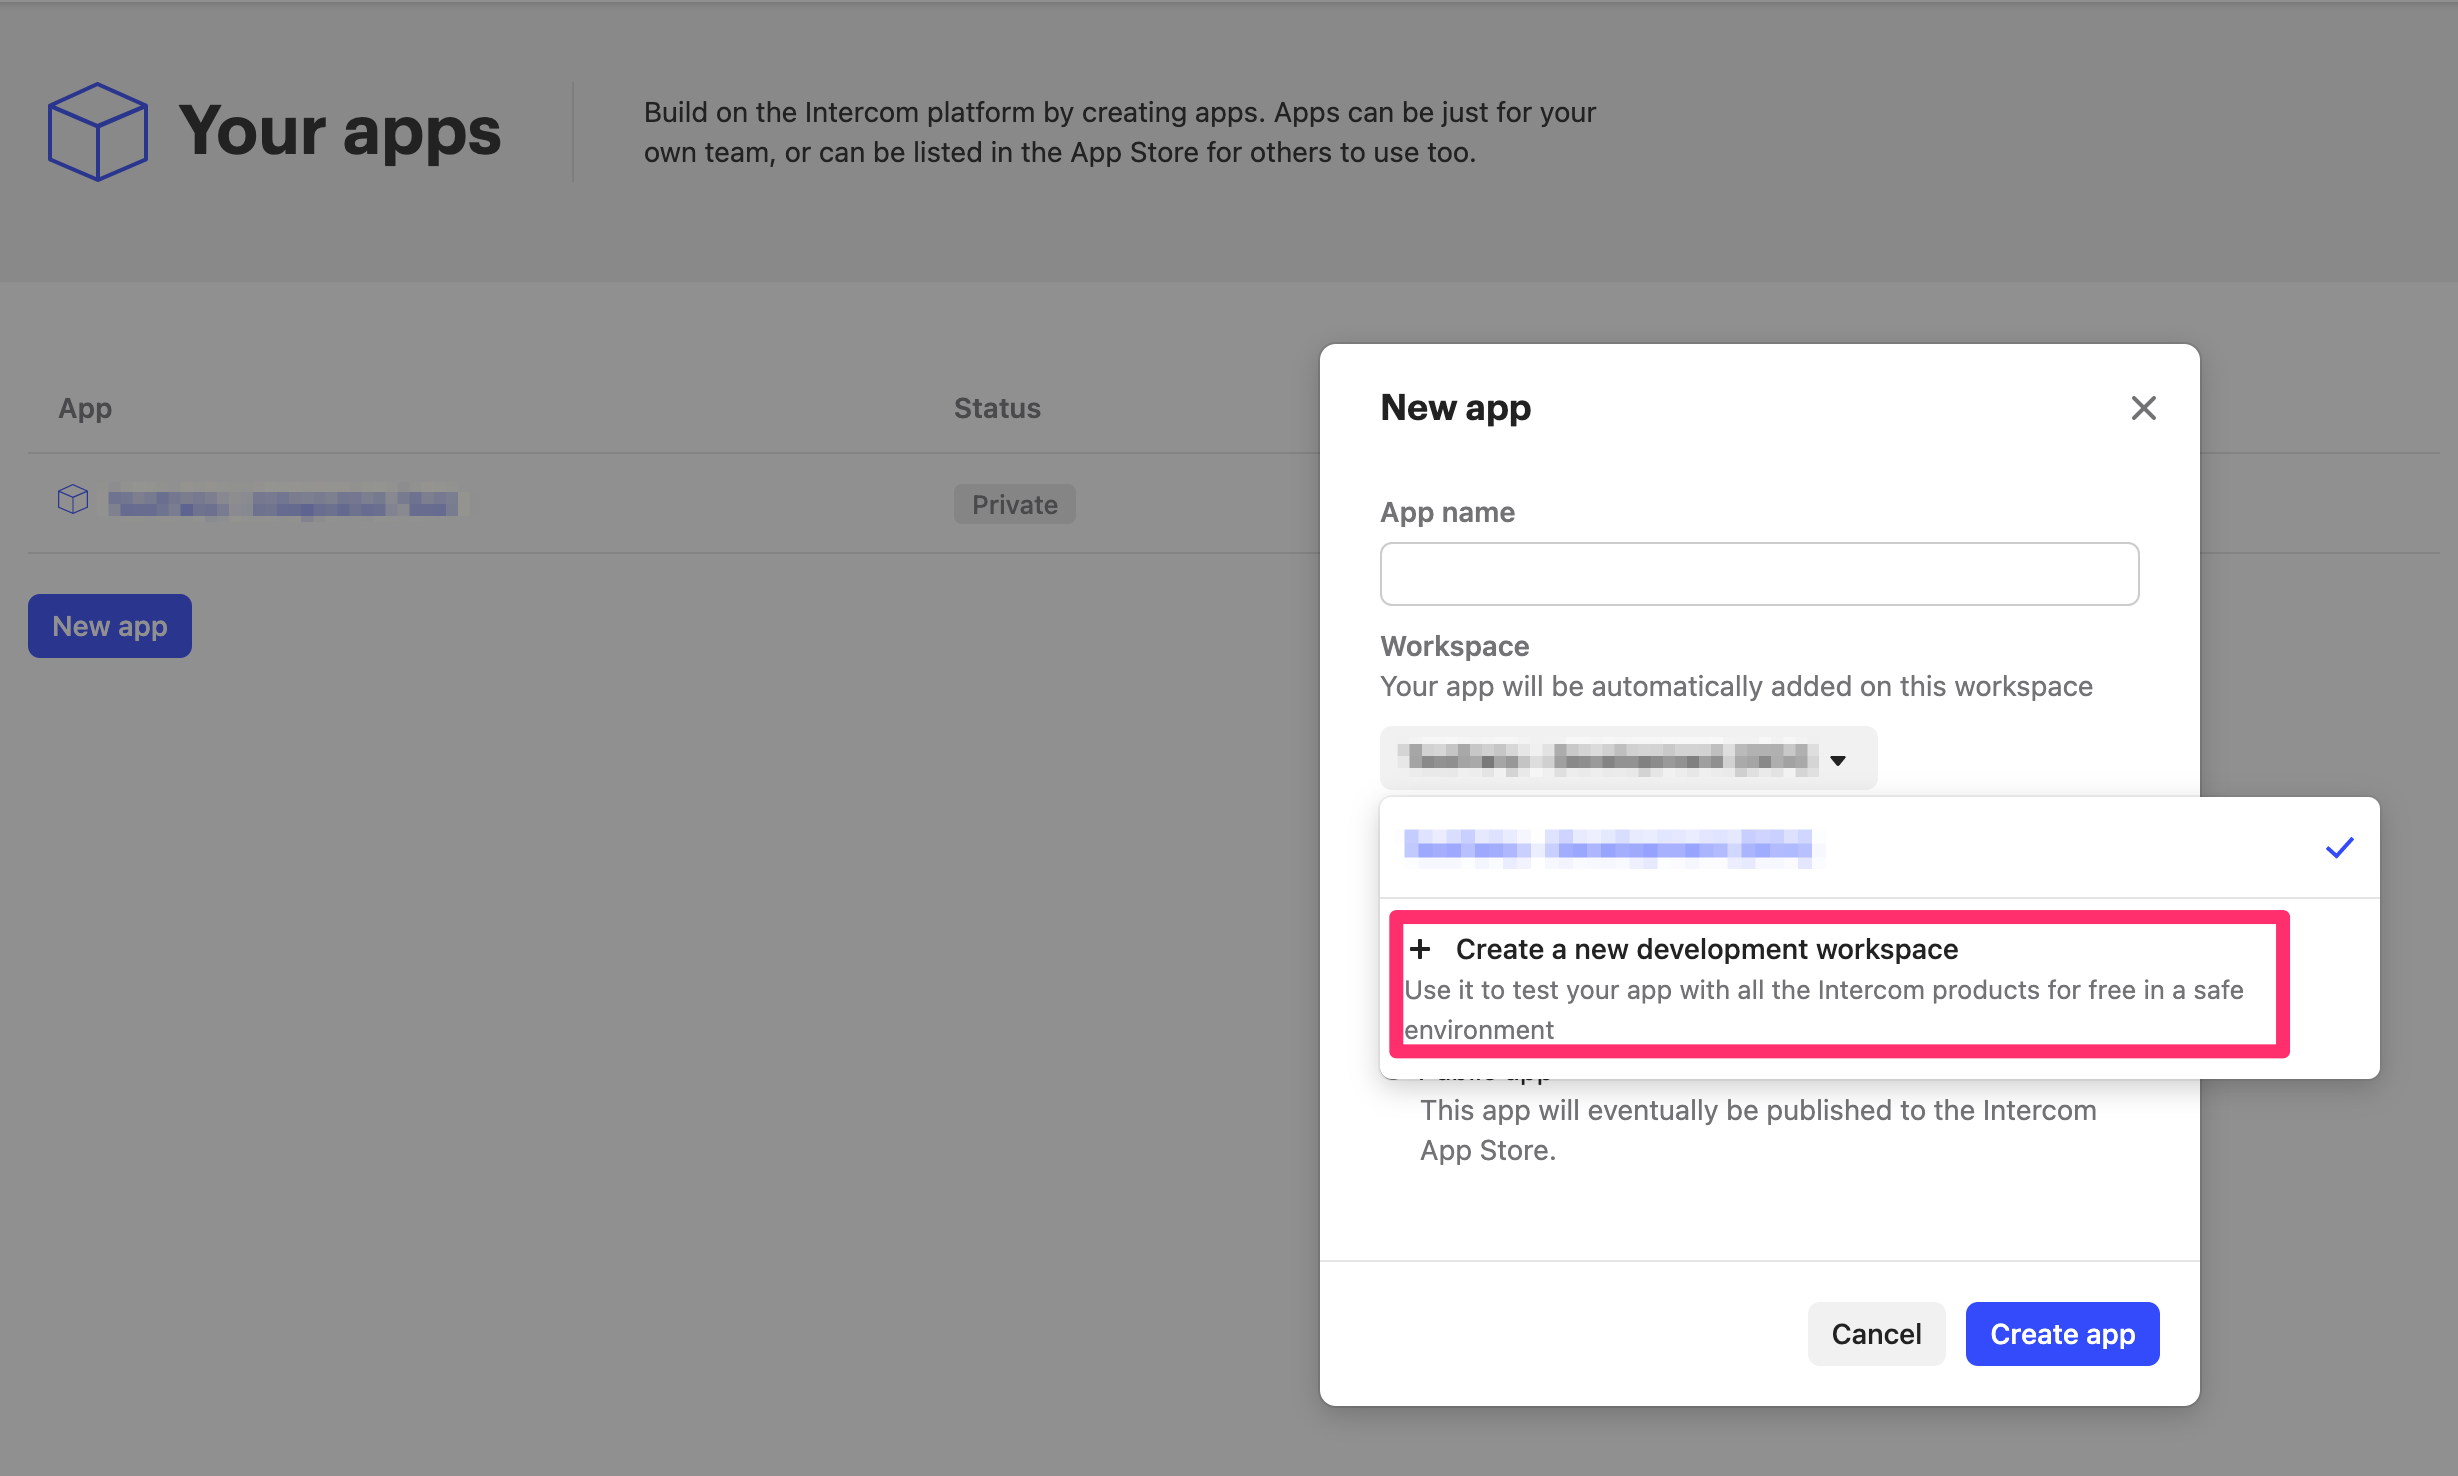 Your apps
Build on the Intercom platform by creating apps. Apps can be just for your
own team, or can be listed in the App Store for others to use too.
App
Status
Private
New app
New app
App name
Workspace
Your app will be automatically added on this workspace
+ Create a new development workspace
Use it to test your app with all the Intercom products for free in a safe
environment
Public app
This app will eventually be published to the Intercom
App Store.
Cancel
Create app